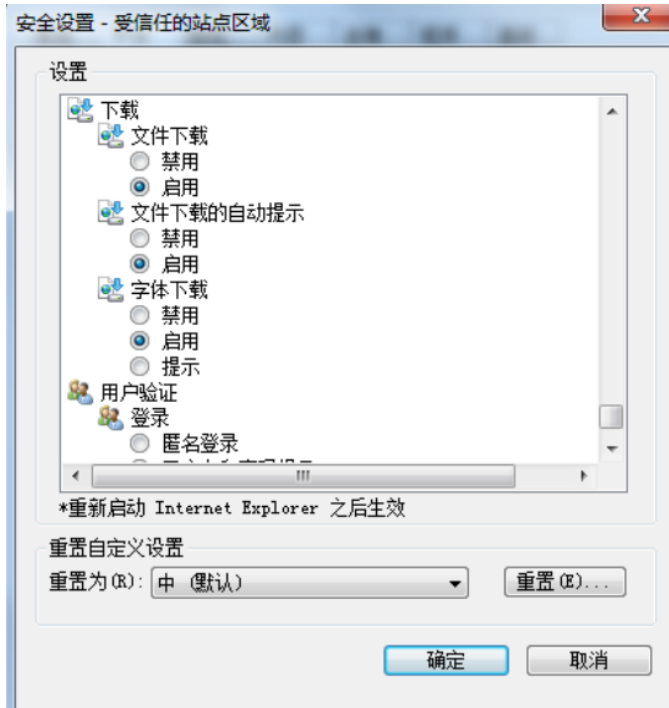 安全设置 - 受信任的站点区域
设置
下载
文件下载
禁用
启用
文件下载的自动提示
禁用
启用
字体下载
禁用
启用
提示
用户验证
登录
匿名登录
*重新启动 Internet Explorer 之后生效
重置自定义设置
重置为(R): 中 (默认) 重置(E)...
确定 取消